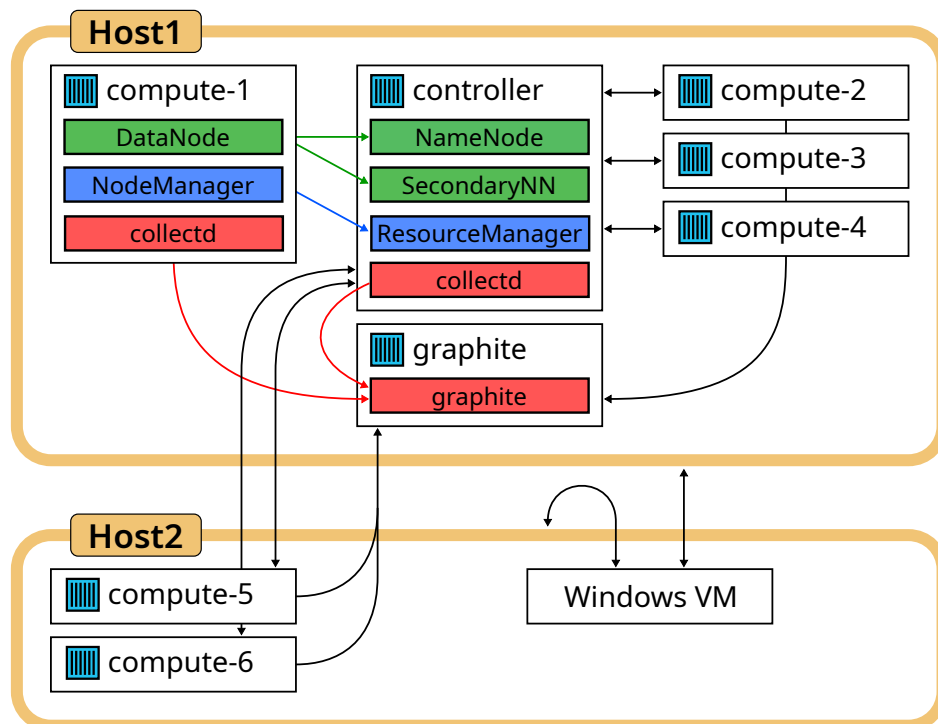 Host1
compute-1
DataNode
NodeManager
collectd
controller
NameNode
SecondaryNN
ResourceManager
collectd
graphite
graphite
compute-2
compute-3
compute-4
Host2
compute-5
compute-6
Windows VM